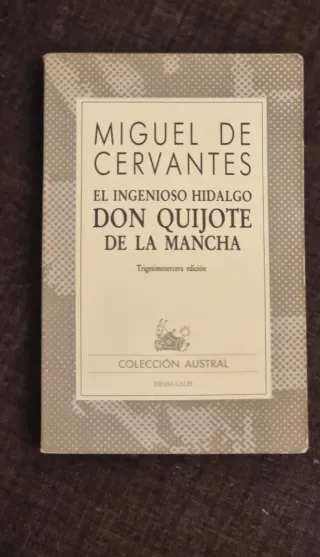 MIGUEL DE
CERVANTES
EL INGENIOSO HIDALGO
DON QUIJOTE
DE LA MANCHA
Trigesimotercera edición
COLECCIÓN AUSTRAL
ESPASA-CALPE